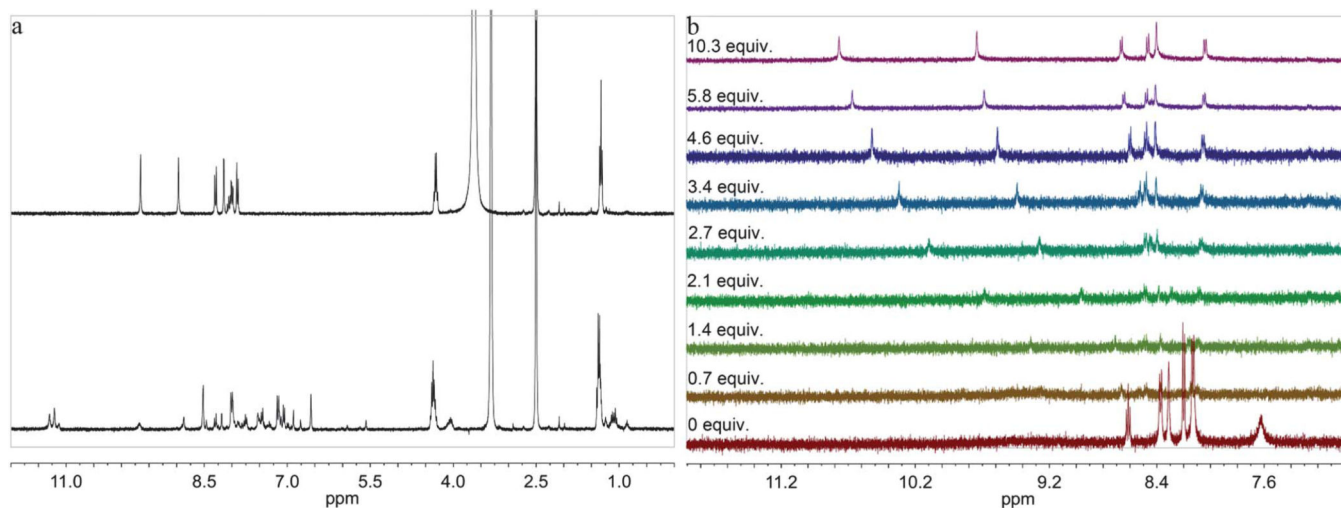 a
11.0 8.5 7.0 5.5 4.0 2.5 1.0
ppm
b
10.3 equiv.
5.8 equiv.
4.6 equiv.
3.4 equiv.
2.7 equiv.
2.1 equiv.
1.4 equiv.
0.7 equiv.
0 equiv.
11.2 10.2 9.2 8.4 7.6
ppm